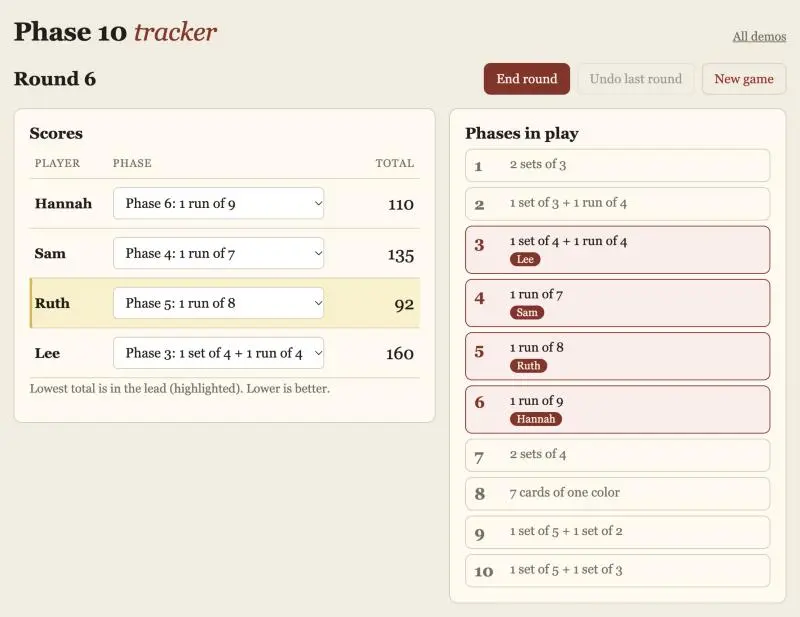 Phase 10 tracker
All demos
Round 6
End round
Undo last round
New game
Scores
PLAYER PHASE TOTAL
Hannah Phase 6: 1 run of 9 110
Sam Phase 4: 1 run of 7 135
Ruth Phase 5: 1 run of 8 92
Lee Phase 3: 1 set of 4 + 1 run of 4 160
Lowest total is in the lead (highlighted). Lower is better.
Phases in play
1 2 sets of 3
2 1 set of 3 + 1 run of 4
3 1 set of 4 + 1 run of 4
Lee
4 1 run of 7
Sam
5 1 run of 8
Ruth
6 1 run of 9
Hannah
7 2 sets of 4
8 7 cards of one color
9 1 set of 5 + 1 set of 2
10 1 set of 5 + 1 set of 3